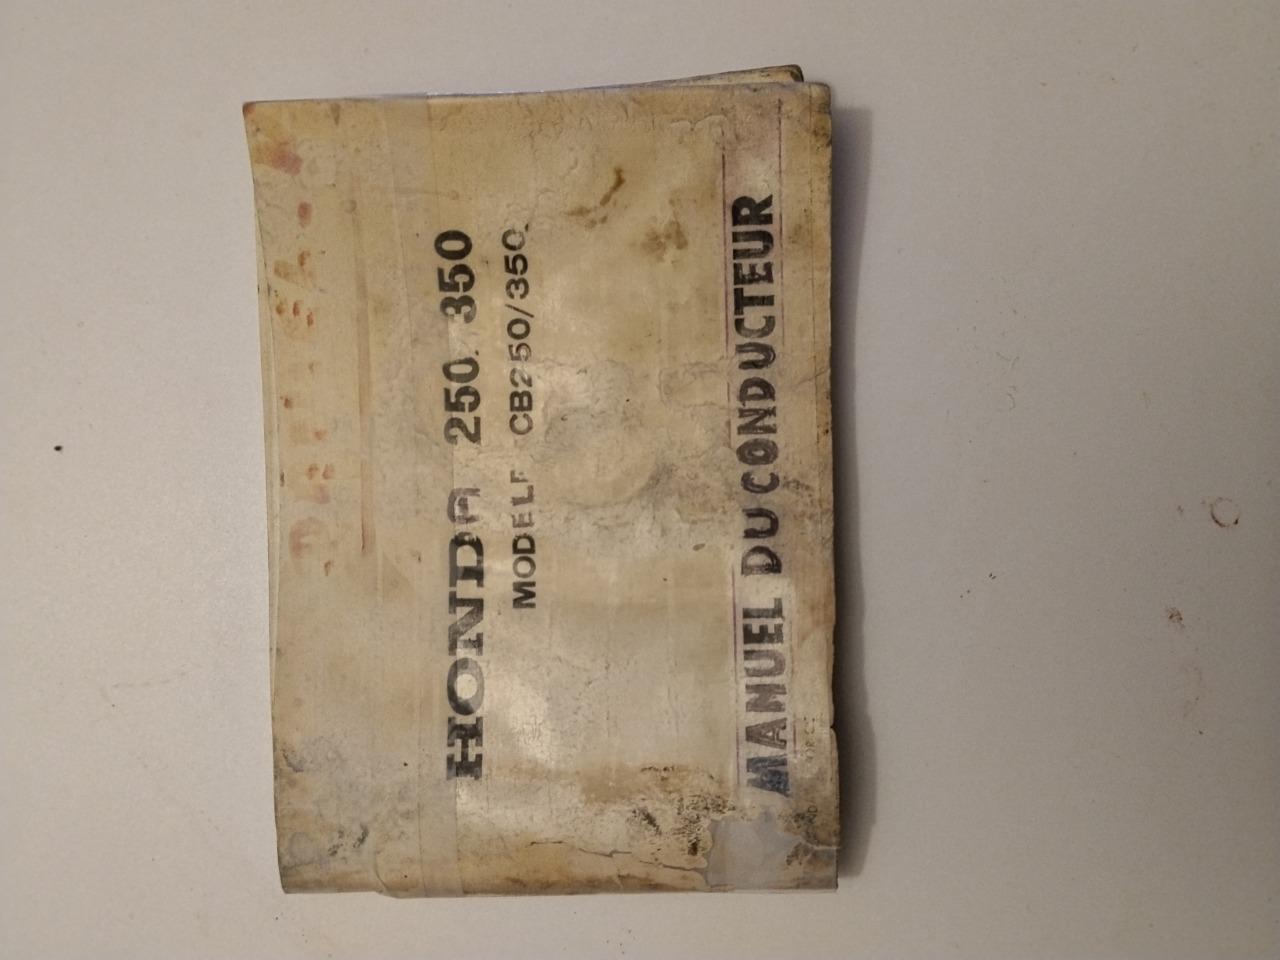 HONDA 250. 350
MODELE CB250/350
MANUEL DU CONDUCTEUR